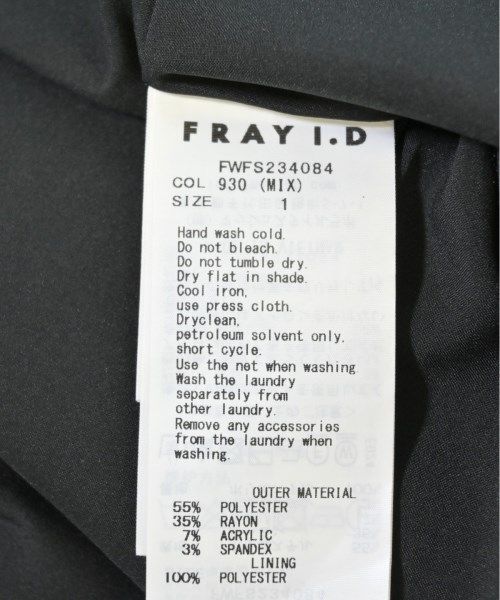 FRAY I.D
FWFS234084
COL 930 (MIX)
SIZE 1
Hand wash cold.
Do not bleach.
Do not tumble dry.
Dry flat in shade.
Cool iron,
use press cloth.
Dryclean,
petroleum solvent only.
short cycle.
Use the net when washing
Wash the laundry
separately from
other laundry.
Remove any accessories
from the laundry when
washing.
OUTER MATERIAL
55% POLYESTER
35% RAYON
7% ACRYLIC
3% SPANDEX
LINING
100% POLYESTER